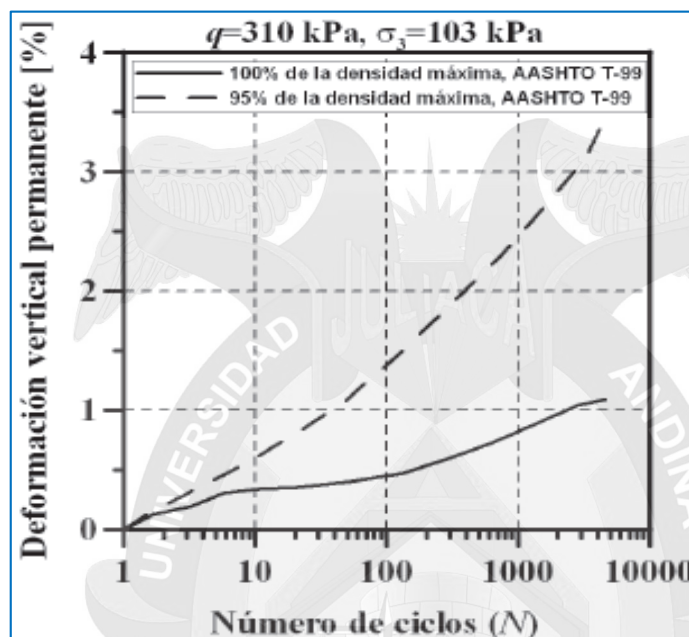 q=310 kPa, σ3=103 kPa
100% de la densidad máxima, AASHTO T-99
95% de la densidad máxima, AASHTO T-99
Deformación vertical permanente [%]
4
3
2
1
0
1 10 100 1000 10000
Número de ciclos (N)
UNIVERSIDAD
ANDINA
JULIACA